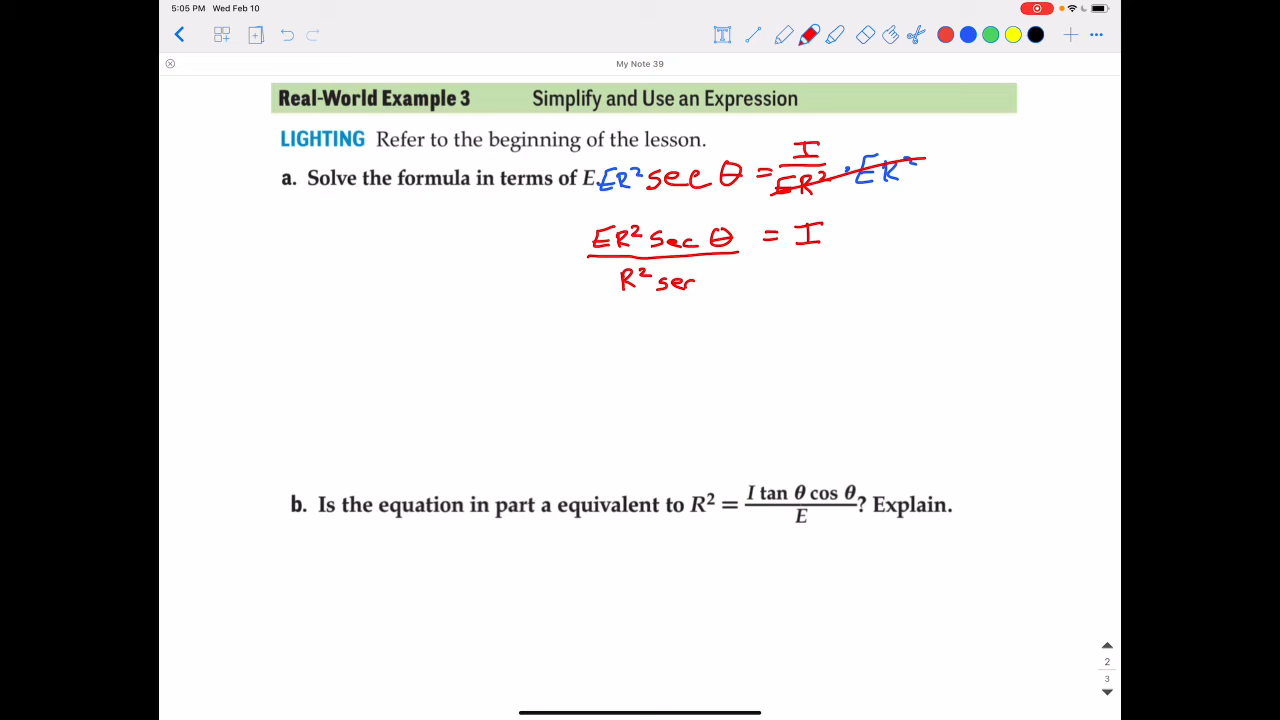 5:05 PM Wed Feb 10
My Note 39
Real-World Example 3 Simplify and Use an Expression
LIGHTING Refer to the beginning of the lesson.
a. Solve the formula in terms of E. ER² sec θ = I/ER² · ER²
ER² sec θ = I
R² sec
b. Is the equation in part a equivalent to R² = I tan θ cos θ/E? Explain.
2
3